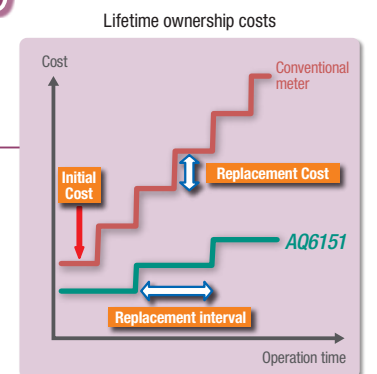 Lifetime ownership costs
Cost
Conventional
meter
Initial
Cost
Replacement Cost
AQ6151
Replacement interval
Operation time